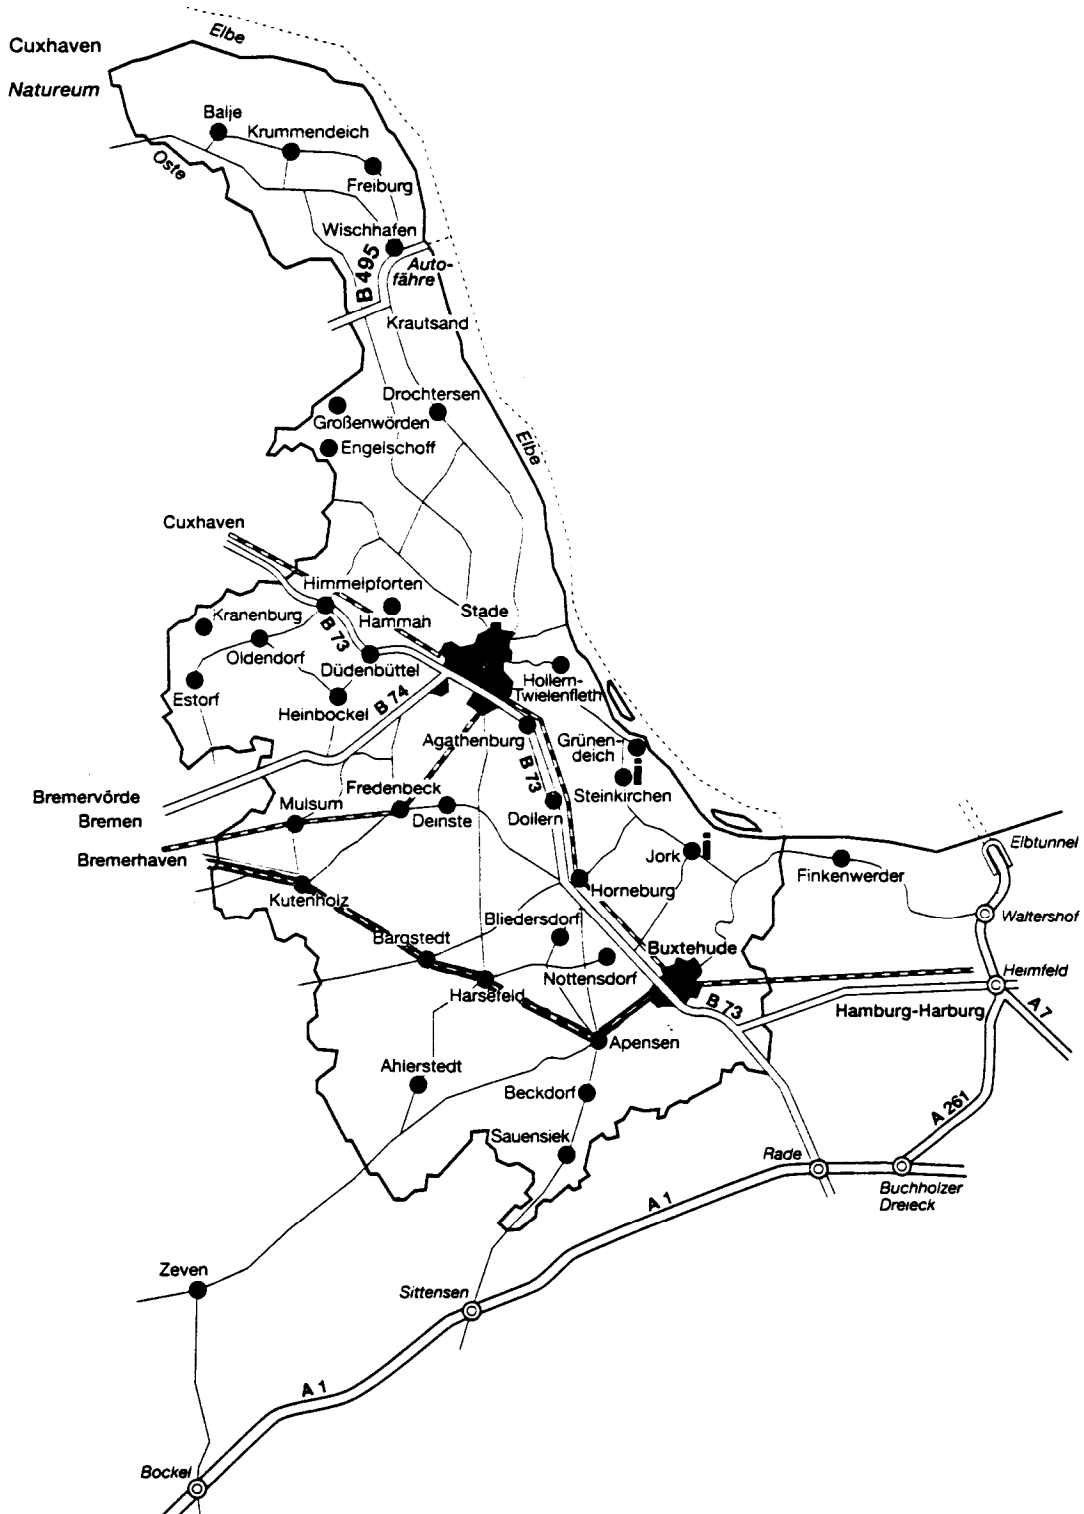 Elbe
Cuxhaven
Natureum
Balje
Krummendeich
Oste
Freiburg
Wischhafen
B 495
Auto-
fähre
Krautsand
Drochtersen
Großenwörden
Engelschoff
Elbe
Cuxhaven
Himmelpforten
Kranenburg
Hammah
Stade
B 73
Oldendorf
Düdenbüttel
Hollern-
Twielenfleth
Estorf
Heinbockel
B 74
Agathenburg
Grünen-
deich
B 73
Steinkirchen
Bremervörde
Bremen
Mulsum
Fredenbeck
Deinste
Dollern
Bremerhaven
Jork
Finkenwerder
Elbtunnel
Kutenholz
Horneburg
Waltershof
Bliedersdorf
Bargstedt
Buxtehude
Nottensdorf
Harsefeld
Heimfeld
B 73
Hamburg-Harburg
A 7
Apensen
Ahlerstedt
Beckdorf
A 261
Sauensiek
Rade
Buchholzer
Dreieck
A 1
Zeven
Sittensen
A 1
Bockel